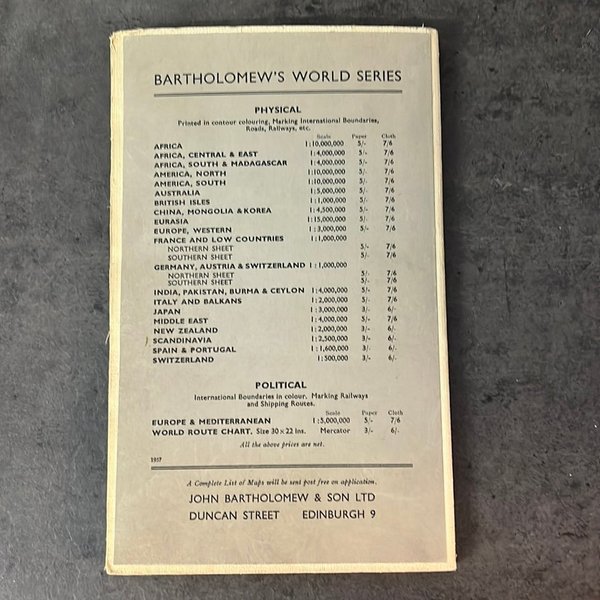 BARTHOLOMEW'S WORLD SERIES
PHYSICAL
Printed in contour colouring, Marking International Boundaries,
Roads, Railways, etc.
Scale Paper Cloth
AFRICA 1:10,000,000 5/- 7/6
AFRICA, CENTRAL & EAST 1:4,000,000 5/- 7/6
AFRICA, SOUTH & MADAGASCAR 1:4,000,000 5/- 7/6
AMERICA, NORTH 1:10,000,000 5/- 7/6
AMERICA, SOUTH 1:10,000,000 5/- 7/6
AUSTRALIA 1:5,000,000 5/- 7/6
BRITISH ISLES 1:1,000,000 5/- 7/6
CHINA, MONGOLIA & KOREA 1:4,500,000 5/- 7/6
EURASIA 1:15,000,000 5/- 7/6
EUROPE, WESTERN 1:3,000,000 5/- 7/6
FRANCE AND LOW COUNTRIES 1:1,000,000
NORTHERN SHEET 5/- 7/6
SOUTHERN SHEET 5/- 7/6
GERMANY, AUSTRIA & SWITZERLAND 1:1,000,000
NORTHERN SHEET 5/- 7/6
SOUTHERN SHEET 5/- 7/6
INDIA, PAKISTAN, BURMA & CEYLON 1:4,000,000 5/- 7/6
ITALY AND BALKANS 1:2,000,000 5/- 7/6
JAPAN 1:3,000,000 3/- 6/-
MIDDLE EAST 1:4,000,000 5/- 7/6
NEW ZEALAND 1:2,000,000 3/- 6/-
SCANDINAVIA 1:2,500,000 3/- 6/-
SPAIN & PORTUGAL 1:1,600,000 3/- 6/-
SWITZERLAND 1:500,000 3/- 6/-
POLITICAL
International Boundaries in colour. Marking Railways
and Shipping Routes.
Scale Paper Cloth
EUROPE & MEDITERRANEAN 1:5,000,000 5/- 7/6
WORLD ROUTE CHART. Size 30 × 22 Ins. Mercator 3/- 6/-
All the above prices are net.
1957
A Complete List of Maps will be sent post free on application.
JOHN BARTHOLOMEW & SON LTD
DUNCAN STREET EDINBURGH 9